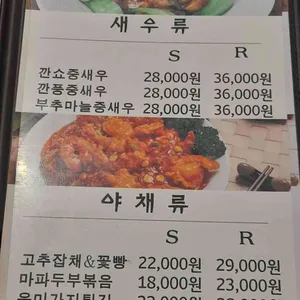 새우류
S R
깐쇼중새우 28,000원 36,000원
깐풍중새우 28,000원 36,000원
부추마늘중새우 28,000원 36,000원
야채류
S R
고추잡채&꽃빵 22,000원 29,000원
마파두부볶음 18,000원 23,000원